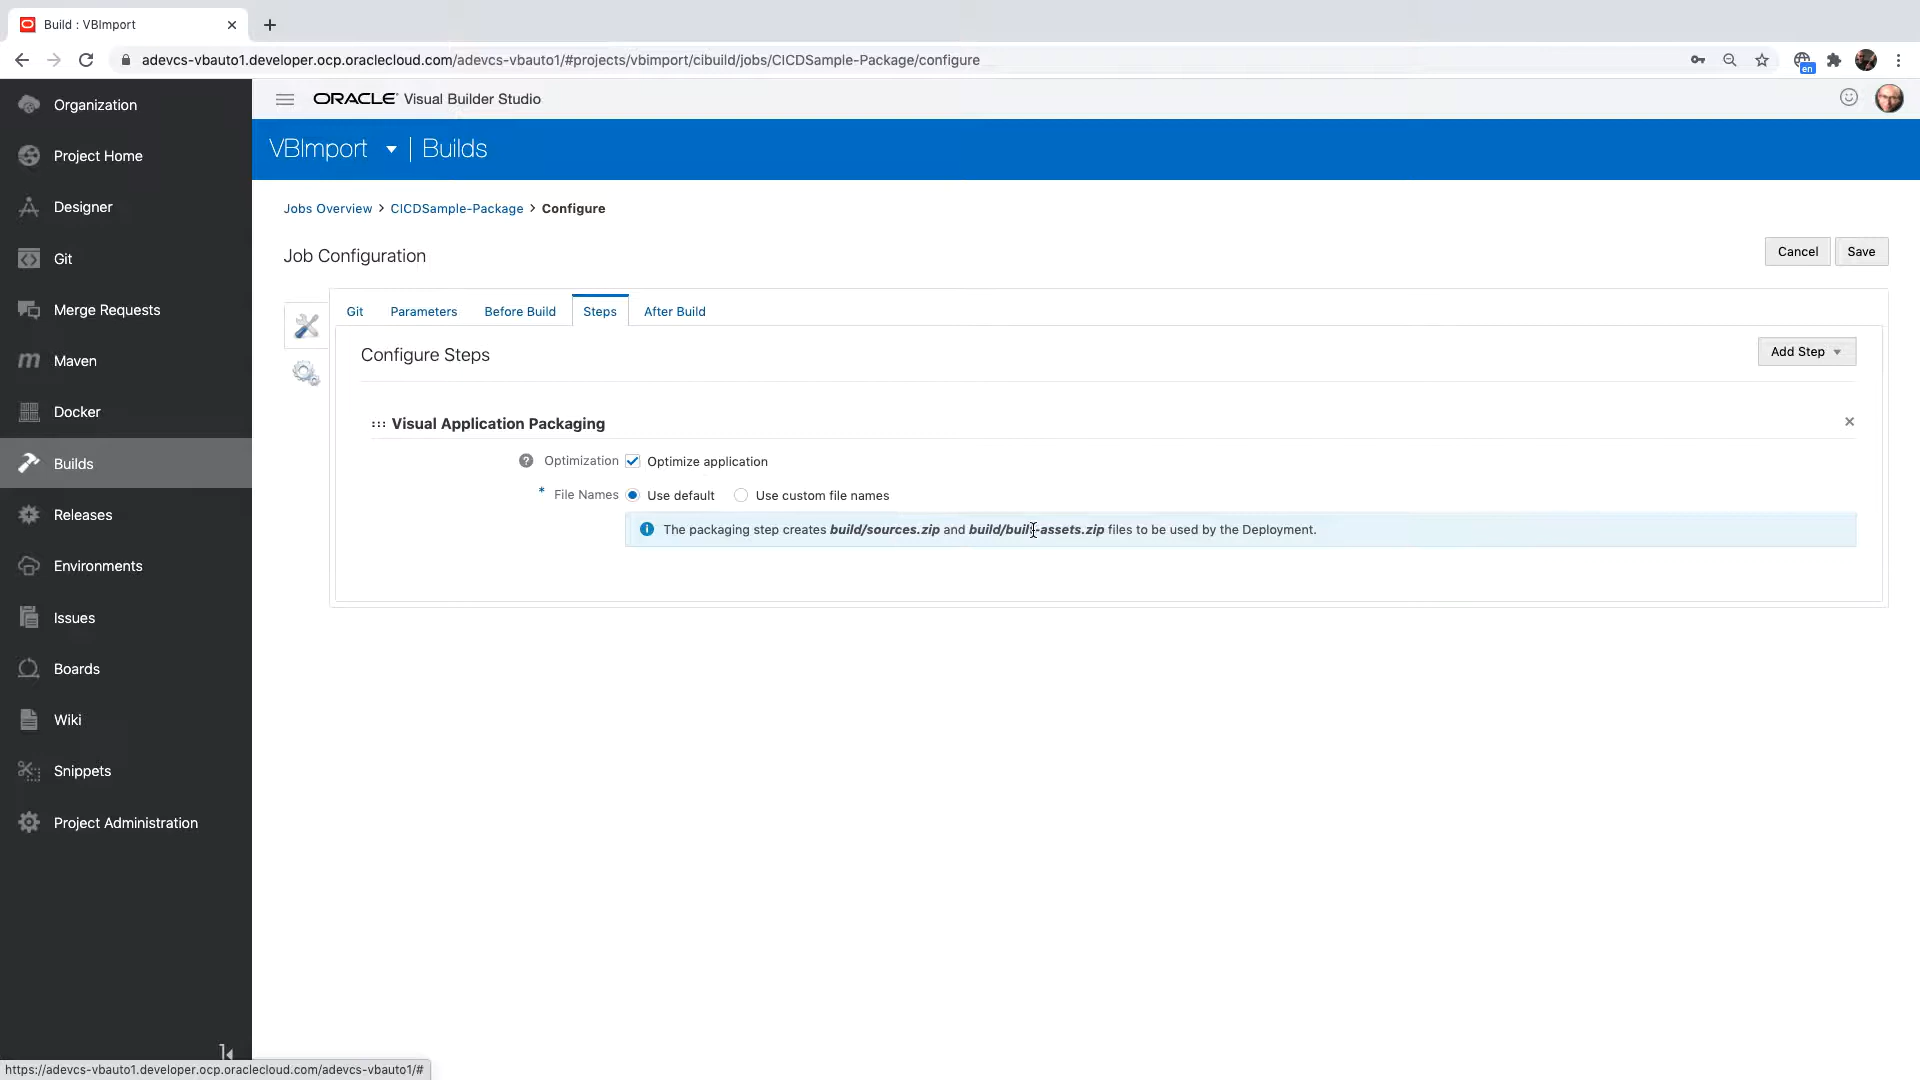 Build : VBImport
adevcs-vbauto1.developer.ocp.oraclecloud.com/adevcs-vbauto1/#projects/vbimport/cibuild/jobs/CICDSample-Package/configure
en
Organization
Project Home
Designer
Git
Merge Requests
Maven
Docker
Builds
Releases
Environments
Issues
Boards
Wiki
Snippets
Project Administration
ORACLE® Visual Builder Studio
VBImport | Builds
Jobs Overview > CICDSample-Package > Configure
Job Configuration
Cancel
Save
Git
Parameters
Before Build
Steps
After Build
Configure Steps
Add Step
Visual Application Packaging
Optimization
Optimize application
* File Names
Use default
Use custom file names
The packaging step creates build/sources.zip and build/built-assets.zip files to be used by the Deployment.
https://adevcs-vbauto1.developer.ocp.oraclecloud.com/adevcs-vbauto1/#